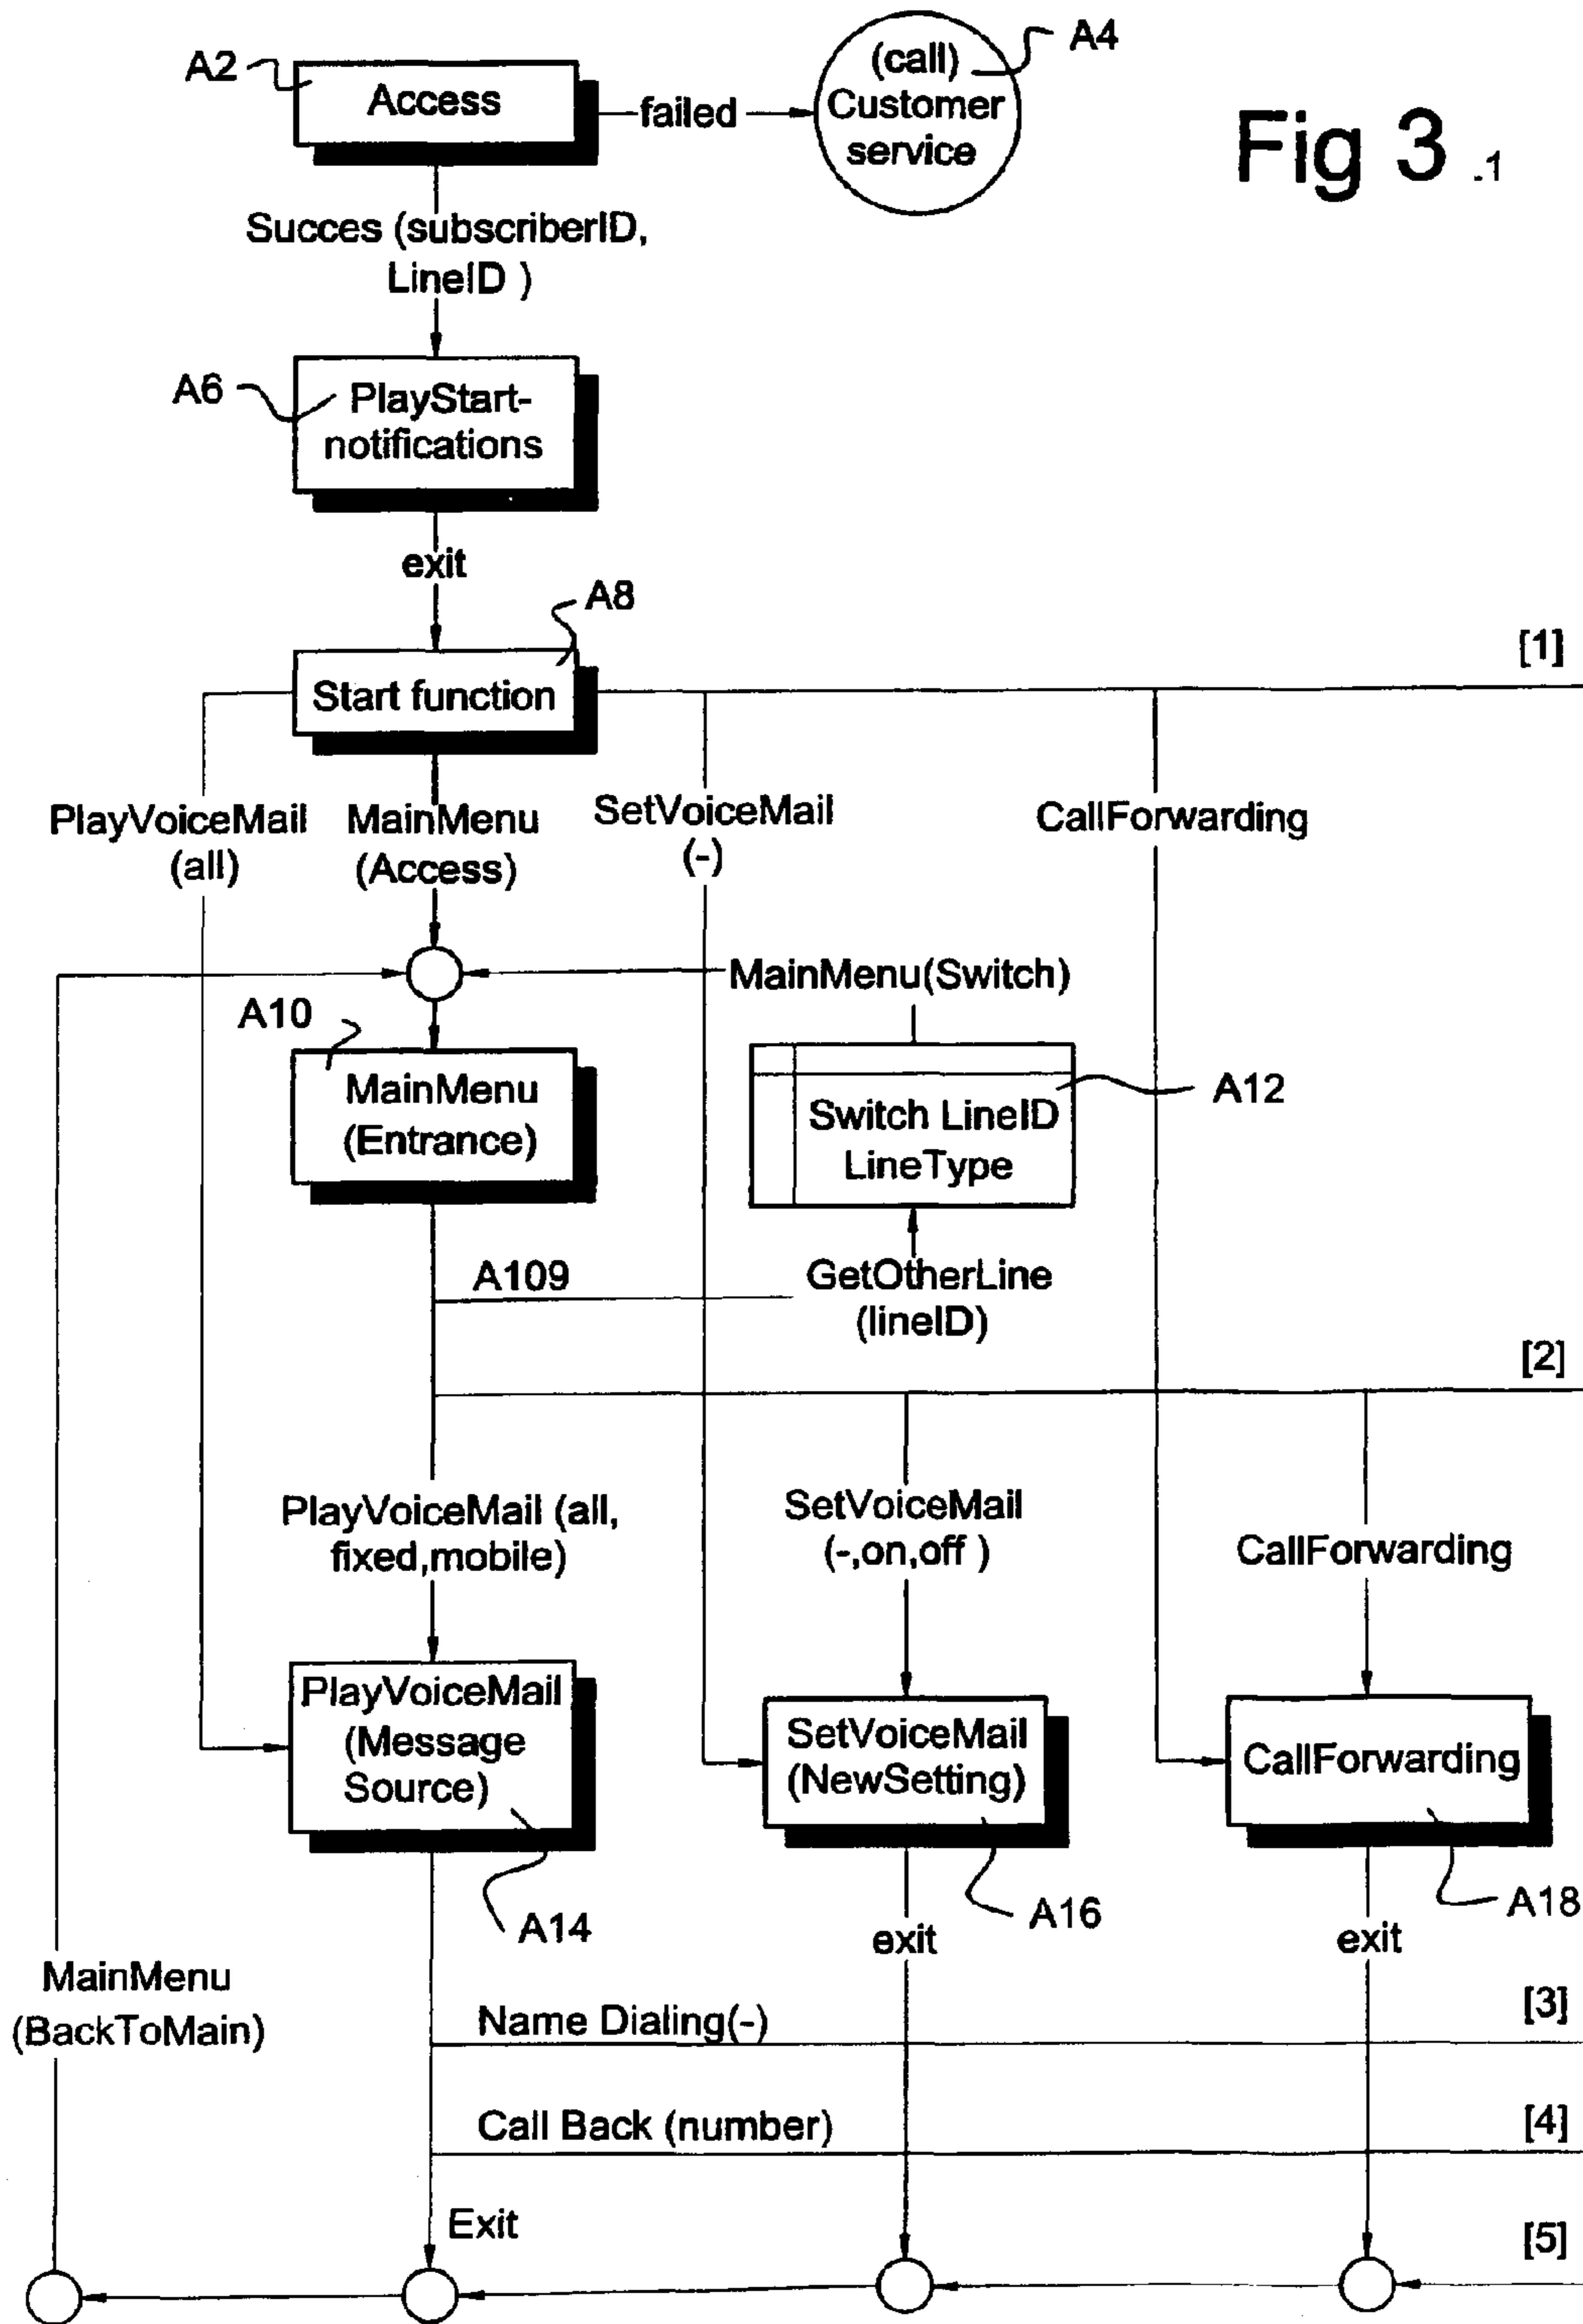 A2
Access
failed
(call)
Customer
service
A4
Fig 3 .1
Succes (subscriberID,
LineID )
A6
PlayStart-
notifications
exit
A8
Start function
[1]
PlayVoiceMail
(all)
MainMenu
(Access)
SetVoiceMail
(-)
CallForwarding
MainMenu(Switch)
A10
MainMenu
(Entrance)
Switch LineID
LineType
A12
A109
GetOtherLine
(lineID)
[2]
PlayVoiceMail (all,
fixed,mobile)
SetVoiceMail
(-,on,off )
CallForwarding
PlayVoiceMail
(Message
Source)
SetVoiceMail
(NewSetting)
CallForwarding
A14
A16
A18
exit
exit
MainMenu
(BackToMain)
Name Dialing(-)
[3]
Call Back (number)
[4]
Exit
[5]